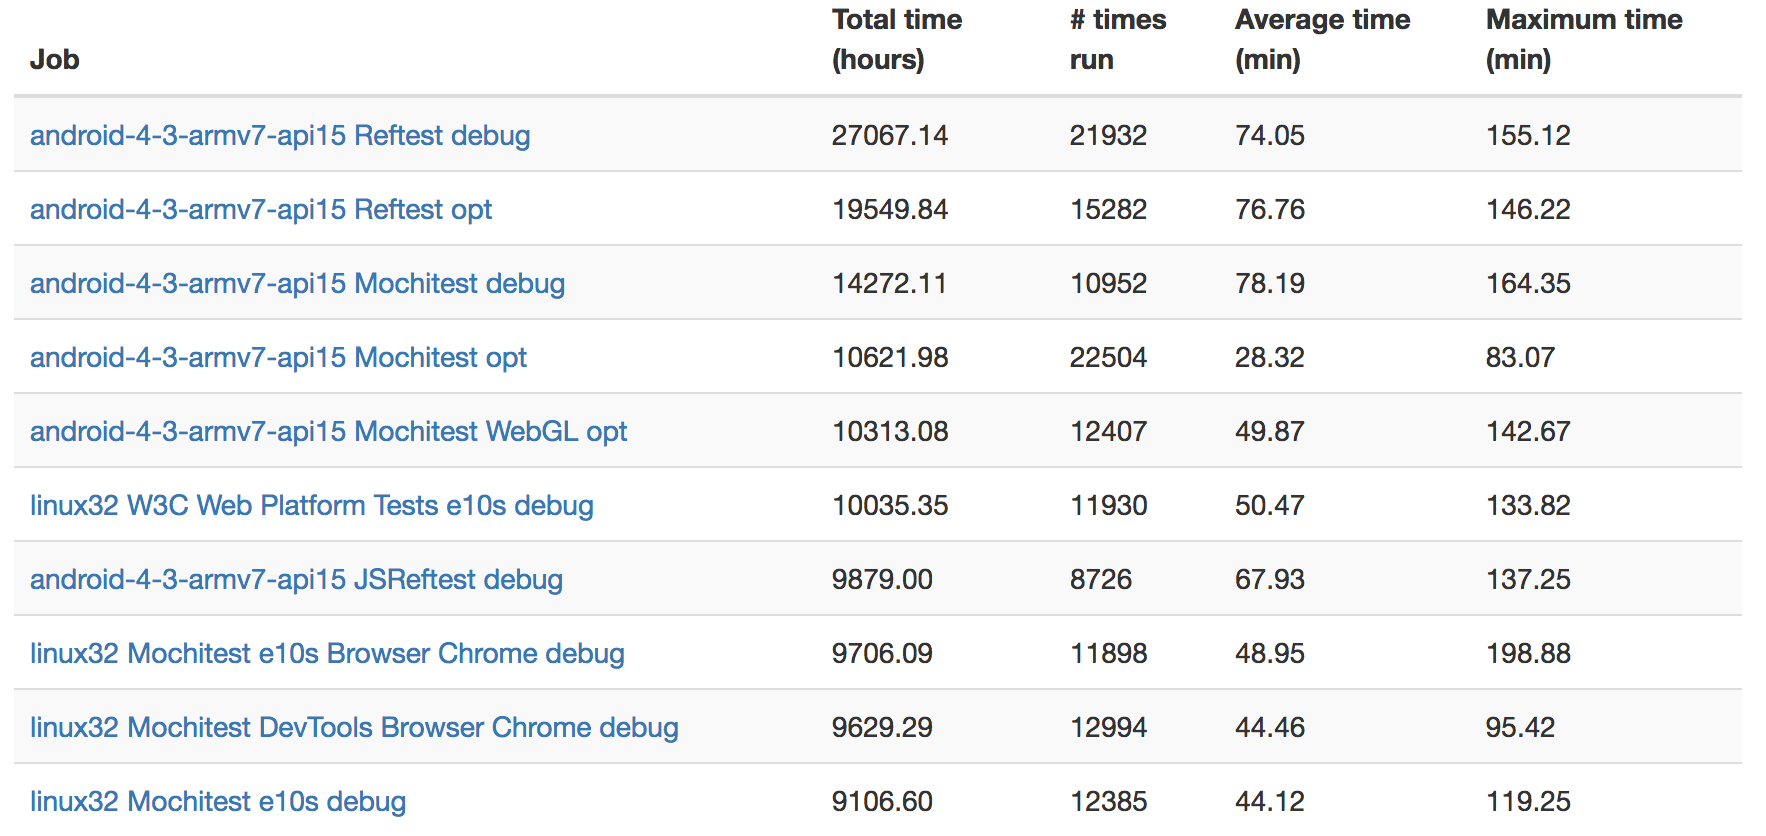 Job Total time (hours) # times run Average time (min) Maximum time (min)
android-4-3-armv7-api15 Reftest debug 27067.14 21932 74.05 155.12
android-4-3-armv7-api15 Reftest opt 19549.84 15282 76.76 146.22
android-4-3-armv7-api15 Mochitest debug 14272.11 10952 78.19 164.35
android-4-3-armv7-api15 Mochitest opt 10621.98 22504 28.32 83.07
android-4-3-armv7-api15 Mochitest WebGL opt 10313.08 12407 49.87 142.67
linux32 W3C Web Platform Tests e10s debug 10035.35 11930 50.47 133.82
android-4-3-armv7-api15 JSReftest debug 9879.00 8726 67.93 137.25
linux32 Mochitest e10s Browser Chrome debug 9706.09 11898 48.95 198.88
linux32 Mochitest DevTools Browser Chrome debug 9629.29 12994 44.46 95.42
linux32 Mochitest e10s debug 9106.60 12385 44.12 119.25